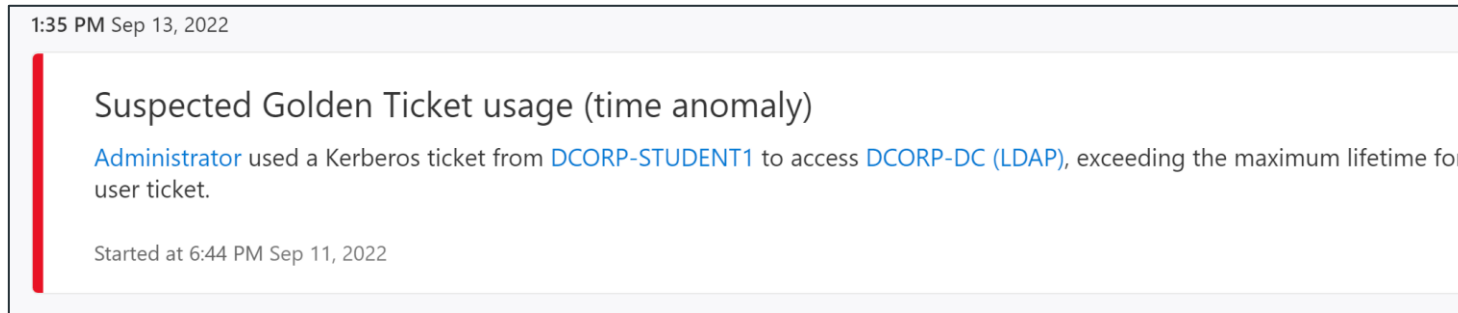 1:35 PM Sep 13, 2022
Suspected Golden Ticket usage (time anomaly)
Administrator used a Kerberos ticket from DCORP-STUDENT1 to access DCORP-DC (LDAP), exceeding the maximum lifetime for
user ticket.
Started at 6:44 PM Sep 11, 2022